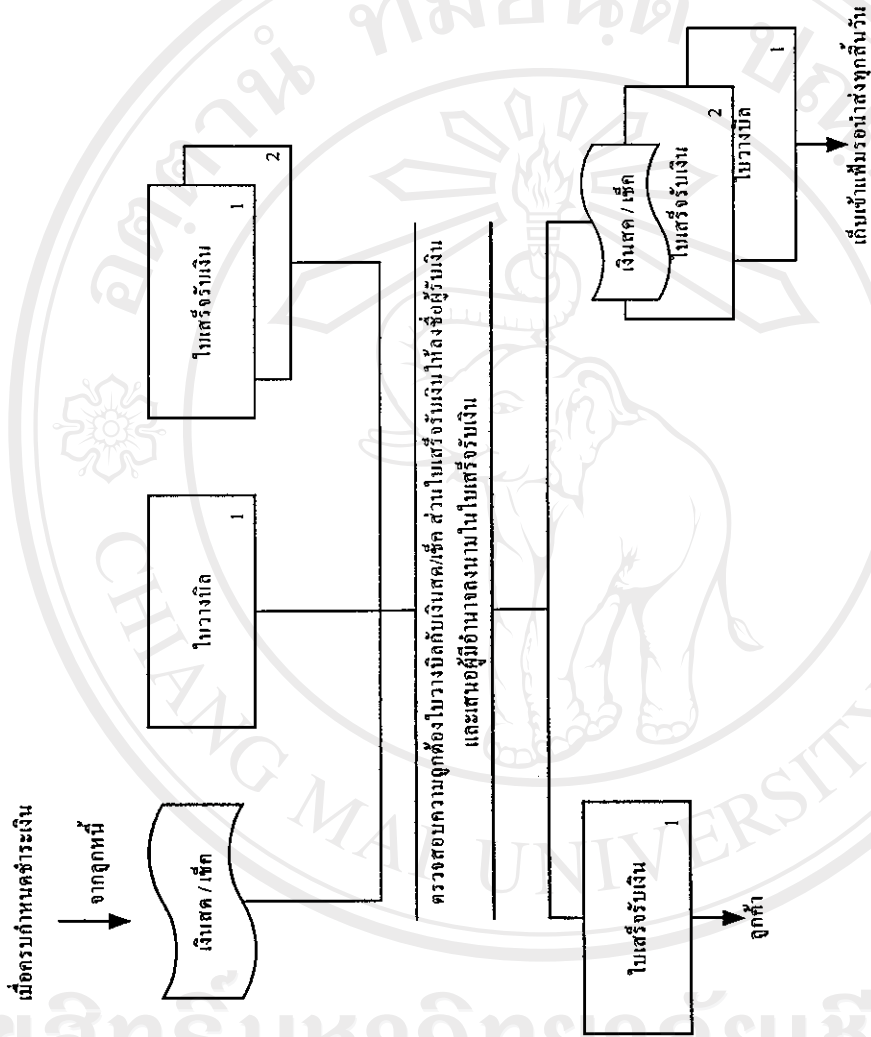 เมื่อครบกำหนดชำระเงิน
จากลูกหนี้
เงินสด / เช็ค
ใบวางบิล
1
ใบเสร็จรับเงิน
1
2
ตรวจสอบความถูกต้องใบวางบิลกับเงินสด/เช็ค ส่วนใบเสร็จรับเงินให้ลงชื่อผู้รับเงิน
และเสนอผู้มีอำนาจลงนามในใบเสร็จรับเงิน
ใบเสร็จรับเงิน
1
ลูกค้า
เงินสด / เช็ค
ใบเสร็จรับเงิน
2
ใบวางบิล
1
เก็บเข้าแฟ้มรอนำส่งทุกสิ้นวัน
CHIANG MAI UNIVERSITY